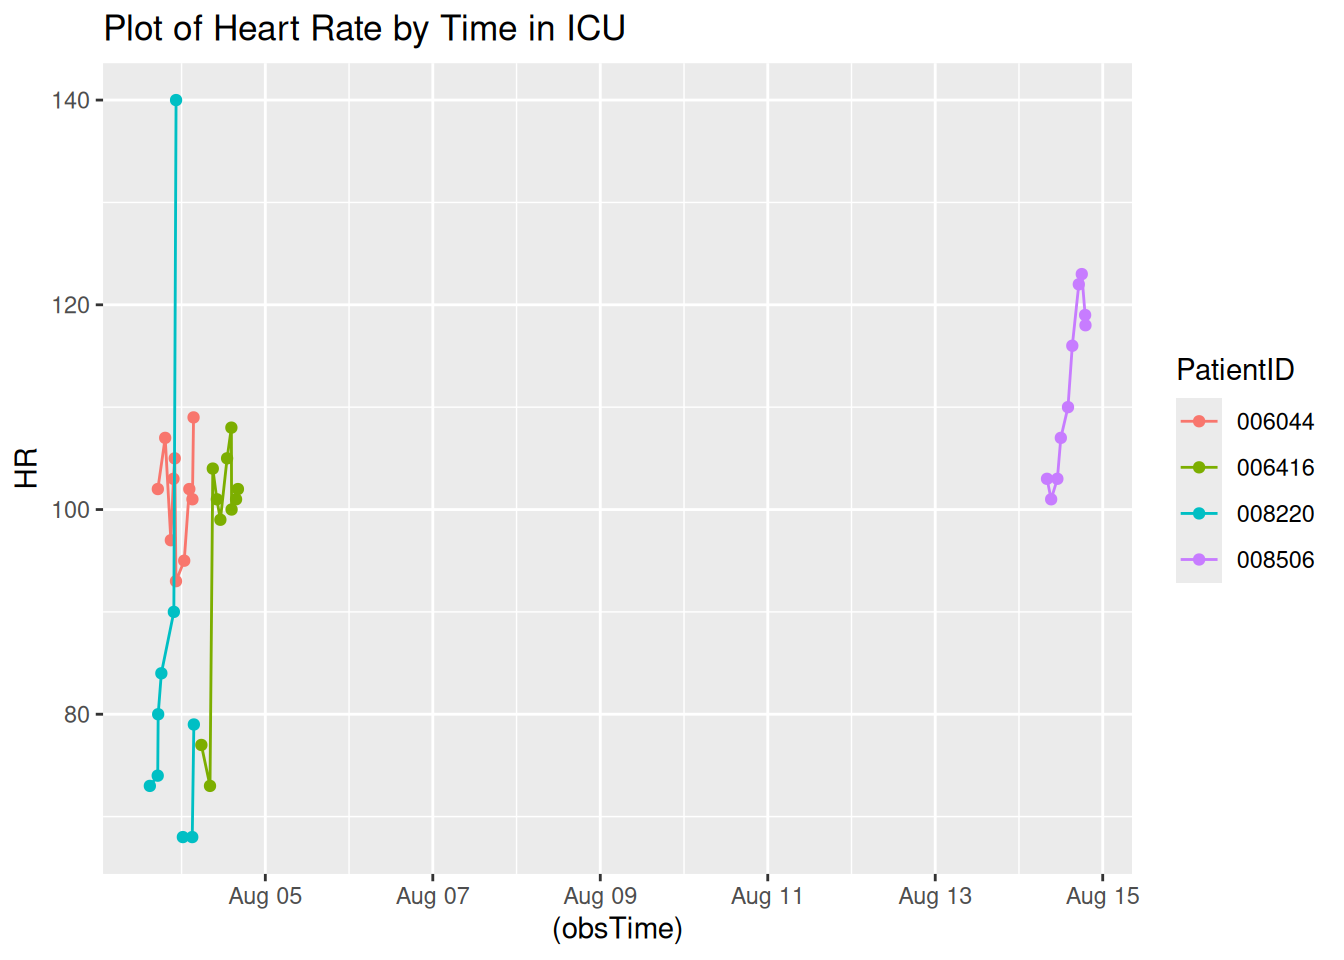 Plot of Heart Rate by Time in ICU
140
120
100
80
HR
Aug 05
Aug 07
Aug 09
Aug 11
Aug 13
Aug 15
(obsTime)
PatientID
006044
006416
008220
008506